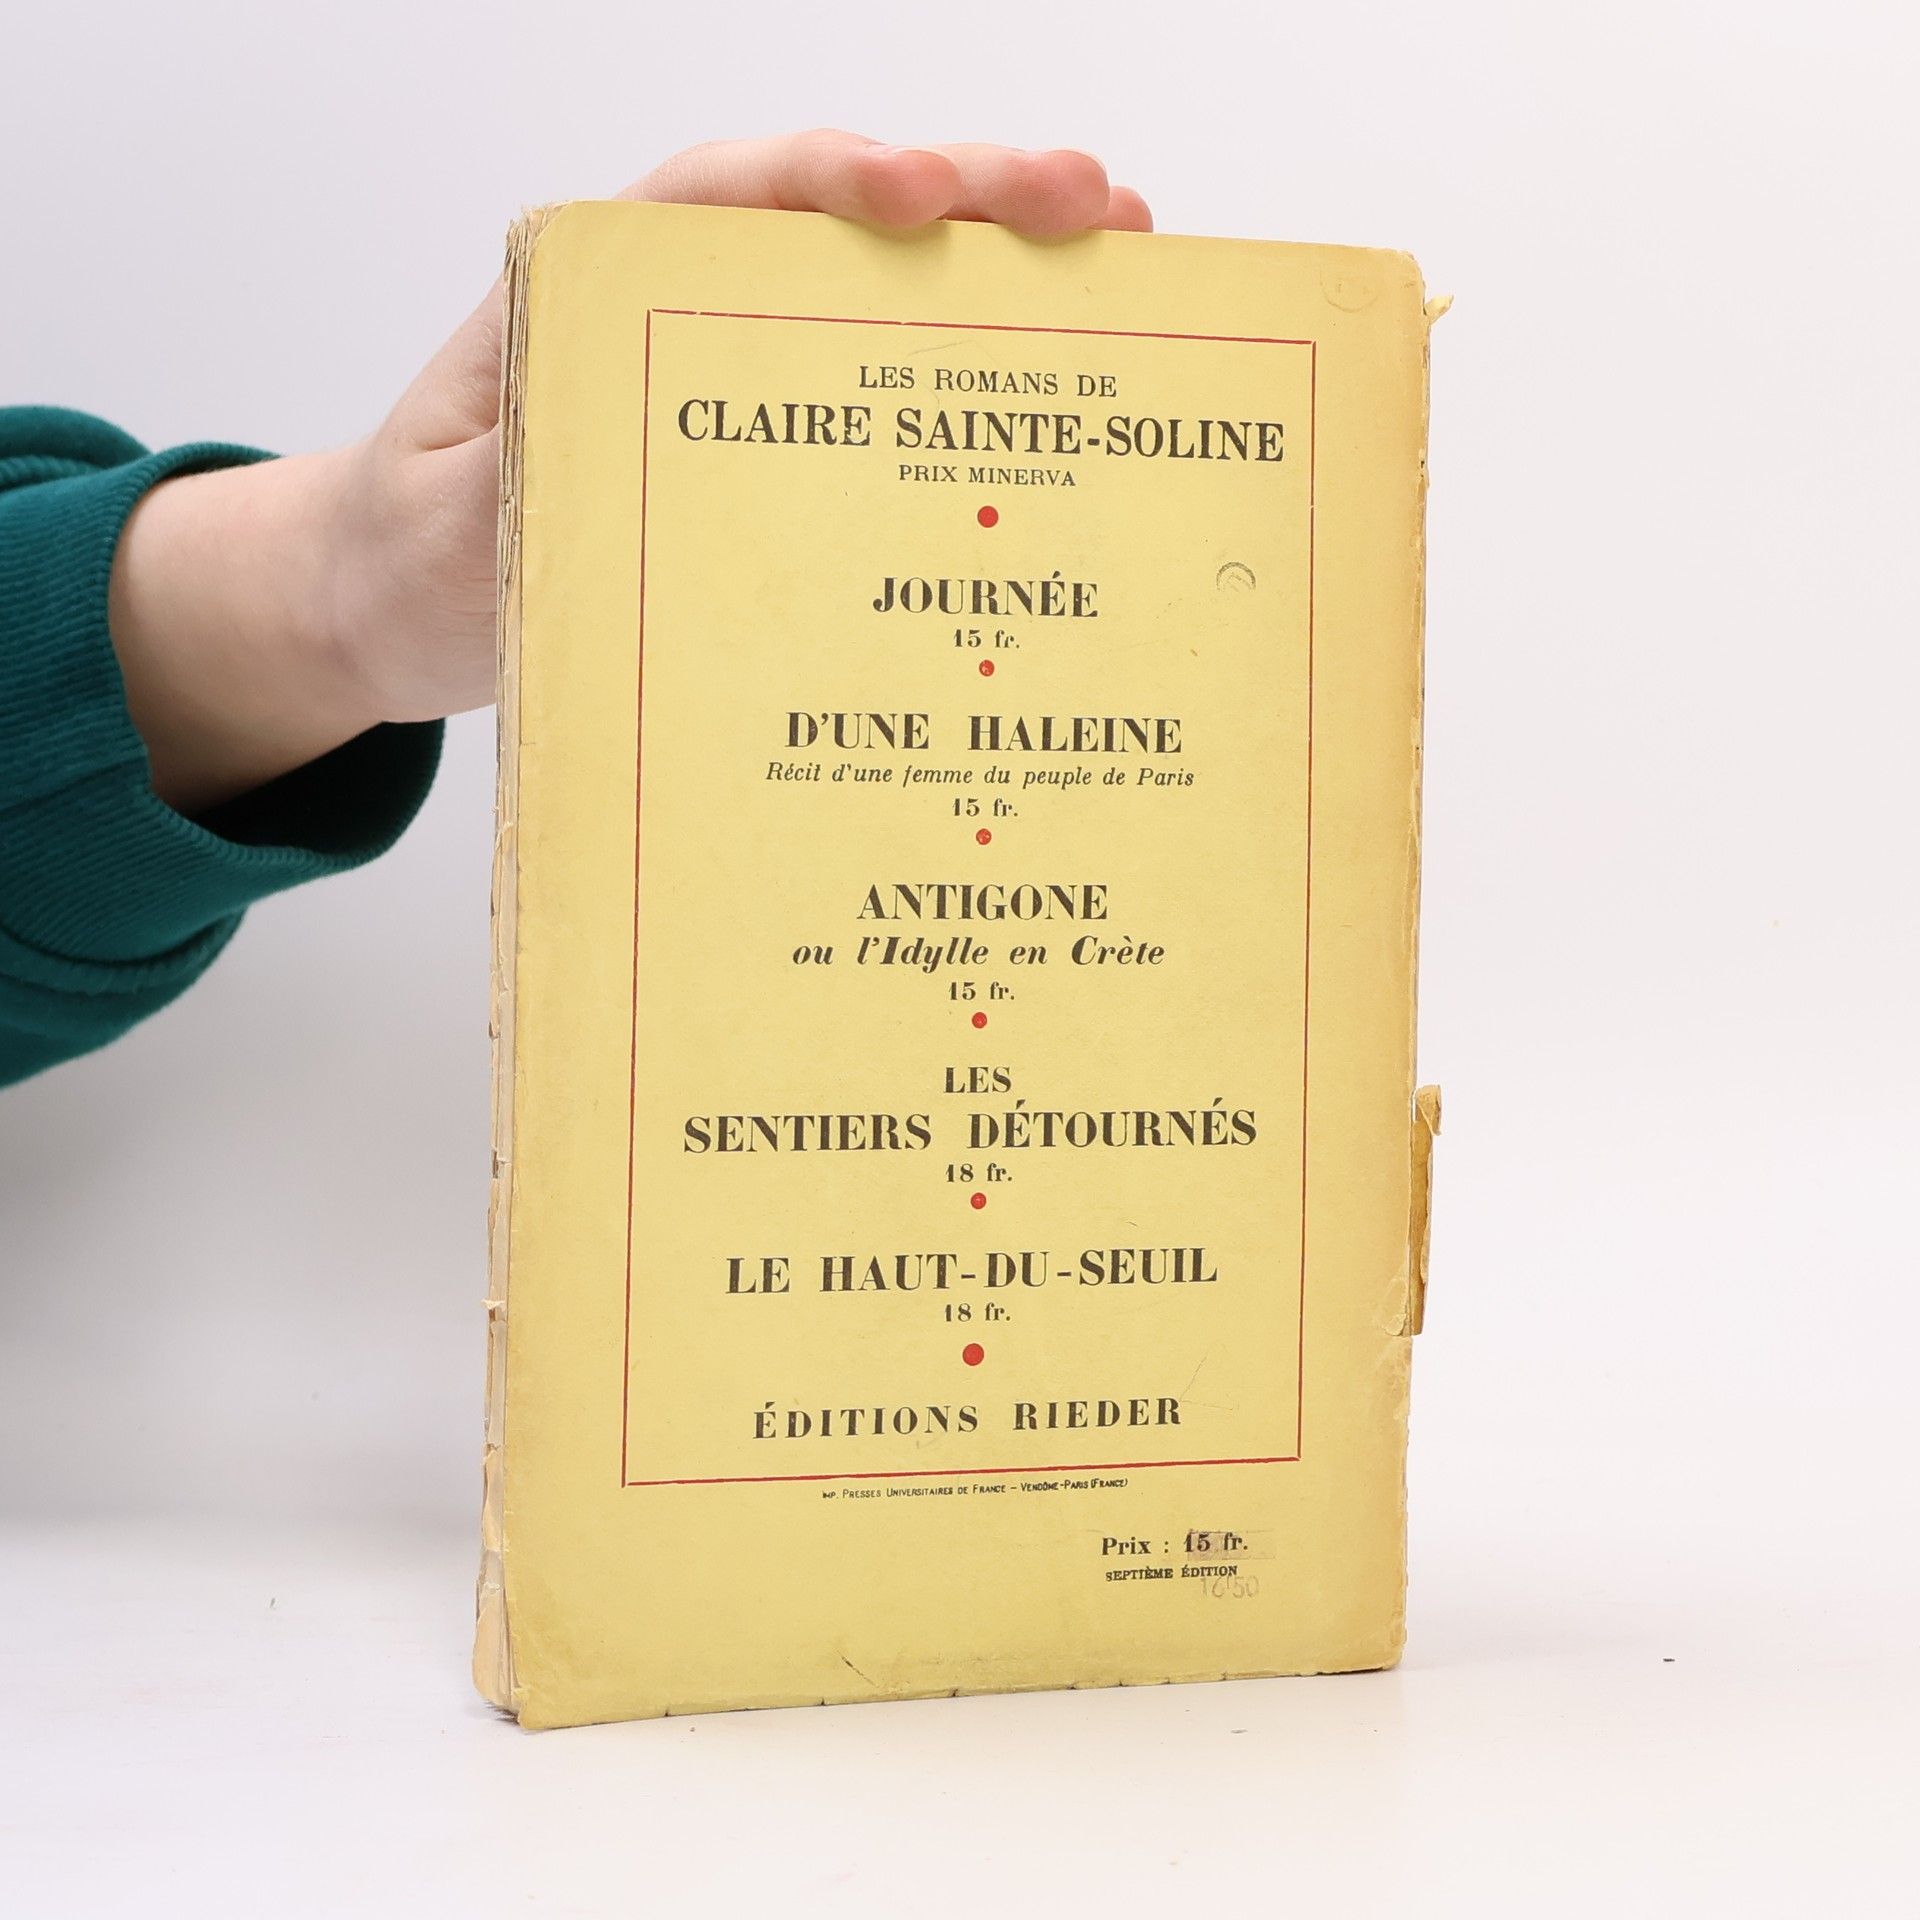 LES ROMANS DE
CLAIRE SAINTE-SOLINE
PRIX MINERVA
JOURNÉE
15 fr.
D'UNE HALEINE
Récit d'une femme du peuple de Paris
15 fr.
ANTIGONE
ou l'Idylle en Crète
15 fr.
LES
SENTIERS DÉTOURNÉS
18 fr.
LE HAUT-DU-SEUIL
18 fr.
ÉDITIONS RIEDER
IMP. PRESSES UNIVERSITAIRES DE FRANCE – VENDÔME-PARIS (FRANCE)
Prix : 15 fr.
SEPTIÈME ÉDITION
16'50